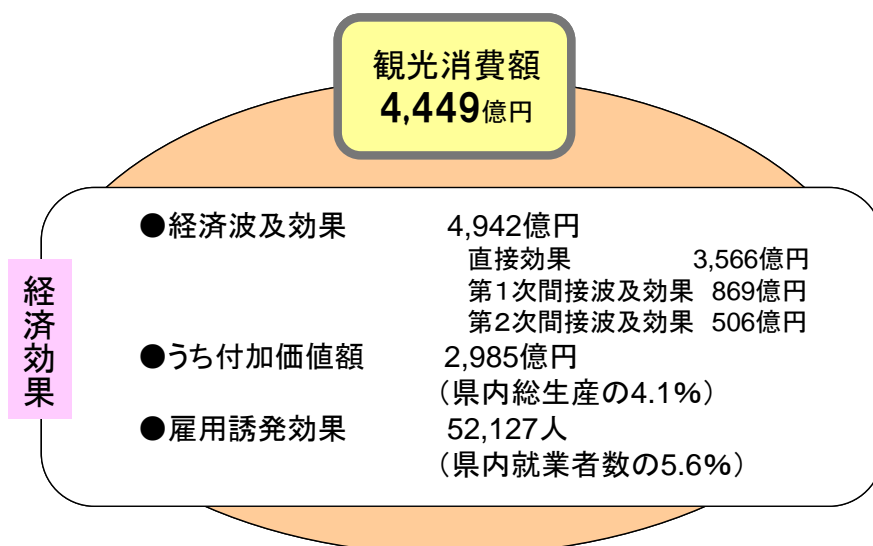 観光消費額
4,449億円
経済効果
●経済波及効果 4,942億円
直接効果 3,566億円
第1次間接波及効果 869億円
第2次間接波及効果 506億円
●うち付加価値額 2,985億円
（県内総生産の4.1%）
●雇用誘発効果 52,127人
（県内就業者数の5.6%）